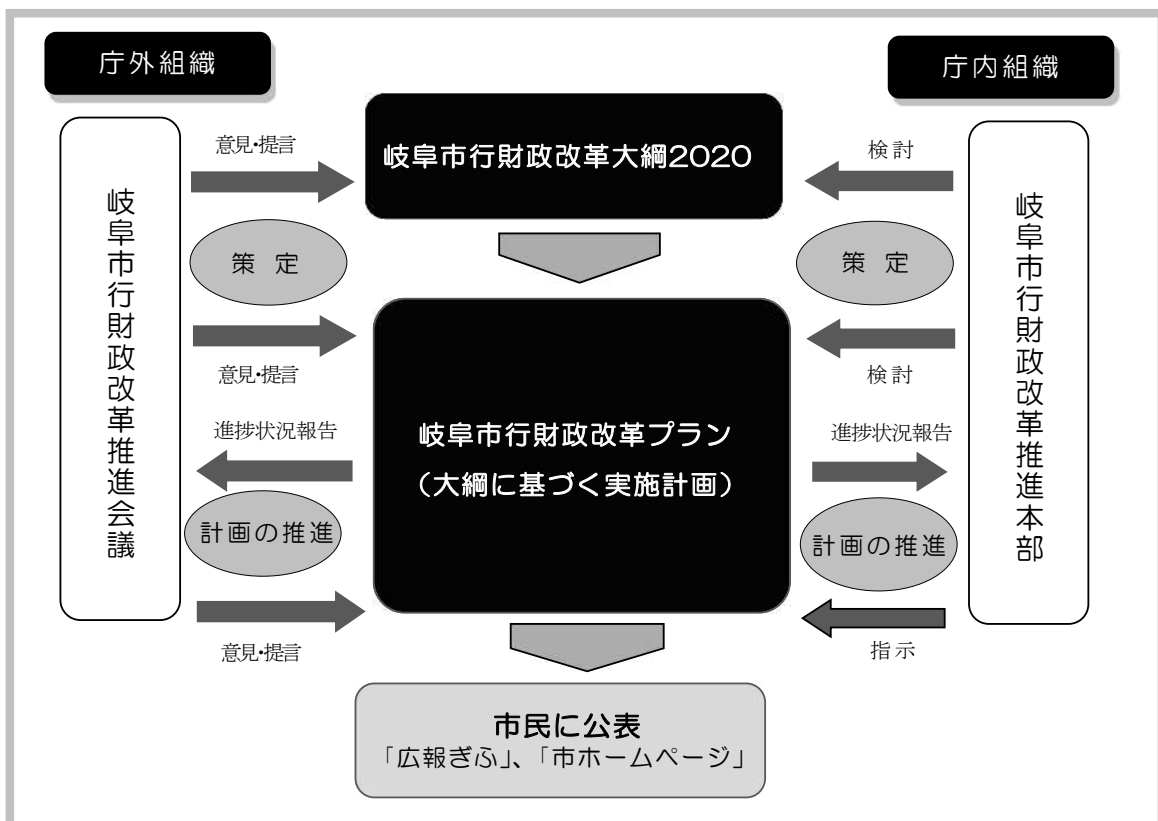 庁外組織
庁内組織
岐阜市行財政改革推進会議
意見・提言
岐阜市行財政改革大綱2020
検討
岐阜市行財政改革推進本部
策定
策定
意見・提言
検討
進捗状況報告
岐阜市行財政改革プラン
（大綱に基づく実施計画）
進捗状況報告
計画の推進
計画の推進
意見・提言
指示
市民に公表
「広報ぎふ」、「市ホームページ」